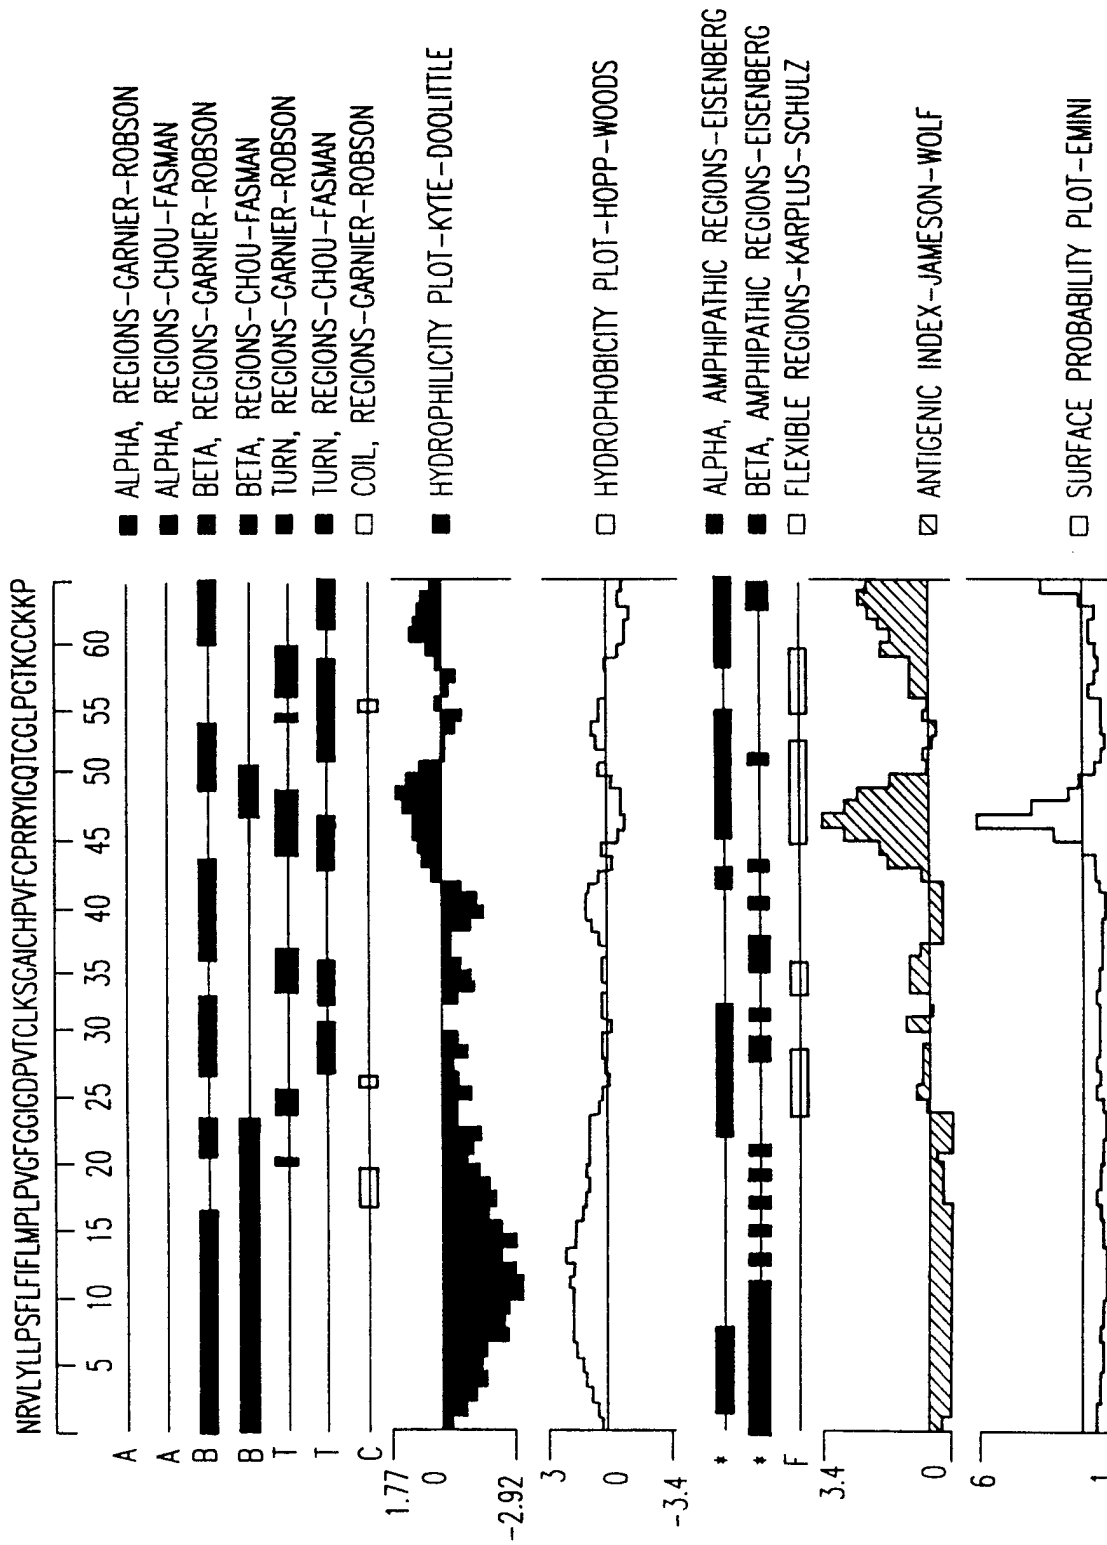 NRVLYLLPSFLFIFLMPLPVGFGGIGDPVTCLKSGAICHPVFCPRRYIGQTCGLPGTKCCKKP
5 10 15 20 25 30 35 40 45 50 55 60
A ALPHA, REGIONS-GARNIER-ROBSON
A ALPHA, REGIONS-CHOU-FASMAN
B BETA, REGIONS-GARNIER-ROBSON
B BETA, REGIONS-CHOU-FASMAN
T TURN, REGIONS-GARNIER-ROBSON
T TURN, REGIONS-CHOU-FASMAN
C COIL, REGIONS-GARNIER-ROBSON
1.77
0 HYDROPHILICITY PLOT-KYTE-DOOLITTLE
-2.92
3
0 HYDROPHOBICITY PLOT-HOPP-WOODS
-3.4
* ALPHA, AMPHIPATHIC REGIONS-EISENBERG
* BETA, AMPHIPATHIC REGIONS-EISENBERG
F FLEXIBLE REGIONS-KARPLUS-SCHULZ
3.4
0 ANTIGENIC INDEX-JAMESON-WOLF
6
1 SURFACE PROBABILITY PLOT-EMINI